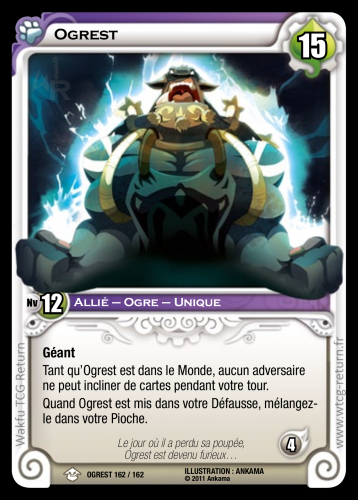 OGREST
15
R
Nv 12
ALLIÉ – OGRE – UNIQUE
Géant
Tant qu'Ogrest est dans le Monde, aucun adversaire
ne peut incliner de cartes pendant votre tour.
Quand Ogrest est mis dans votre Défausse, mélangez-
le dans votre Pioche.
Le jour où il a perdu sa poupée,
Ogrest est devenu furieux…
4
OGREST 162 / 162
ILLUSTRATION : ANKAMA
© 2011 Ankama
Wakfu TCG Return
www.wtcg-return.fr